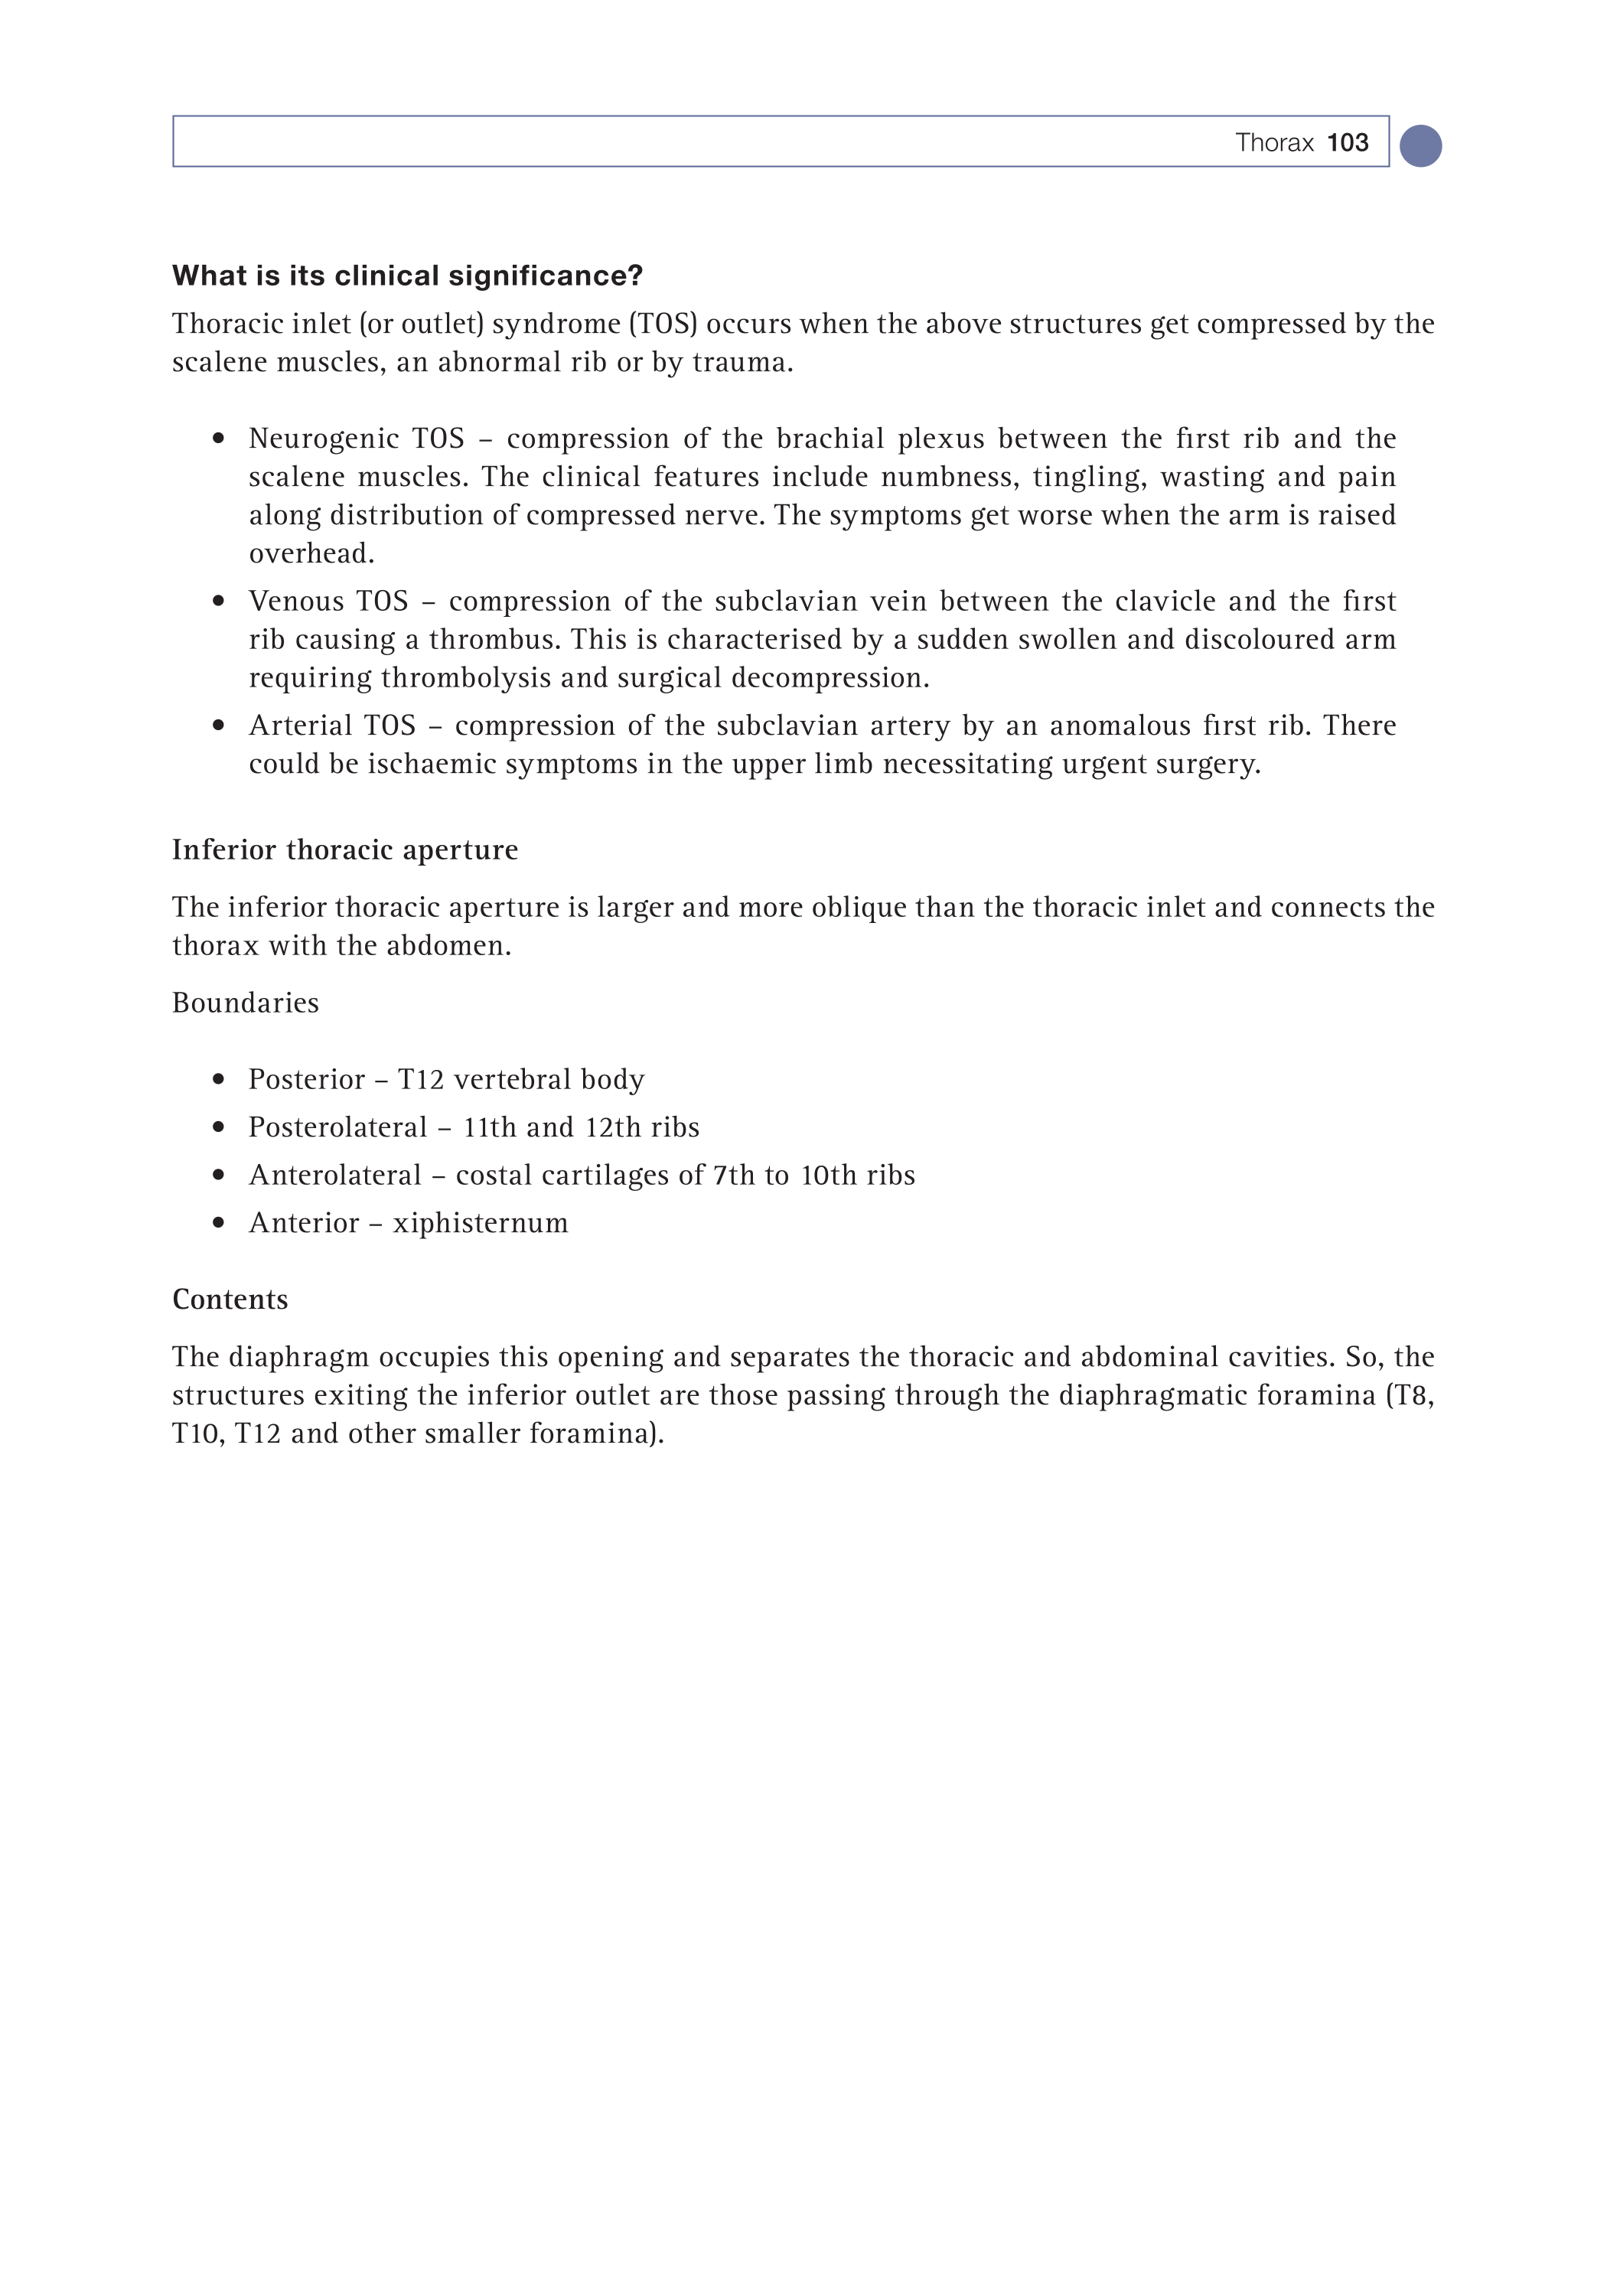 Thorax 103
What is its clinical significance?
Thoracic inlet (or outlet) syndrome (TOS) occurs when the above structures get compressed by the
scalene muscles, an abnormal rib or by trauma.
• Neurogenic TOS – compression of the brachial plexus between the first rib and the
scalene muscles. The clinical features include numbness, tingling, wasting and pain
along distribution of compressed nerve. The symptoms get worse when the arm is raised
overhead.
• Venous TOS – compression of the subclavian vein between the clavicle and the first
rib causing a thrombus. This is characterised by a sudden swollen and discoloured arm
requiring thrombolysis and surgical decompression.
• Arterial TOS – compression of the subclavian artery by an anomalous first rib. There
could be ischaemic symptoms in the upper limb necessitating urgent surgery.
Inferior thoracic aperture
The inferior thoracic aperture is larger and more oblique than the thoracic inlet and connects the
thorax with the abdomen.
Boundaries
• Posterior – T12 vertebral body
• Posterolateral – 11th and 12th ribs
• Anterolateral – costal cartilages of 7th to 10th ribs
• Anterior – xiphisternum
Contents
The diaphragm occupies this opening and separates the thoracic and abdominal cavities. So, the
structures exiting the inferior outlet are those passing through the diaphragmatic foramina (T8,
T10, T12 and other smaller foramina).